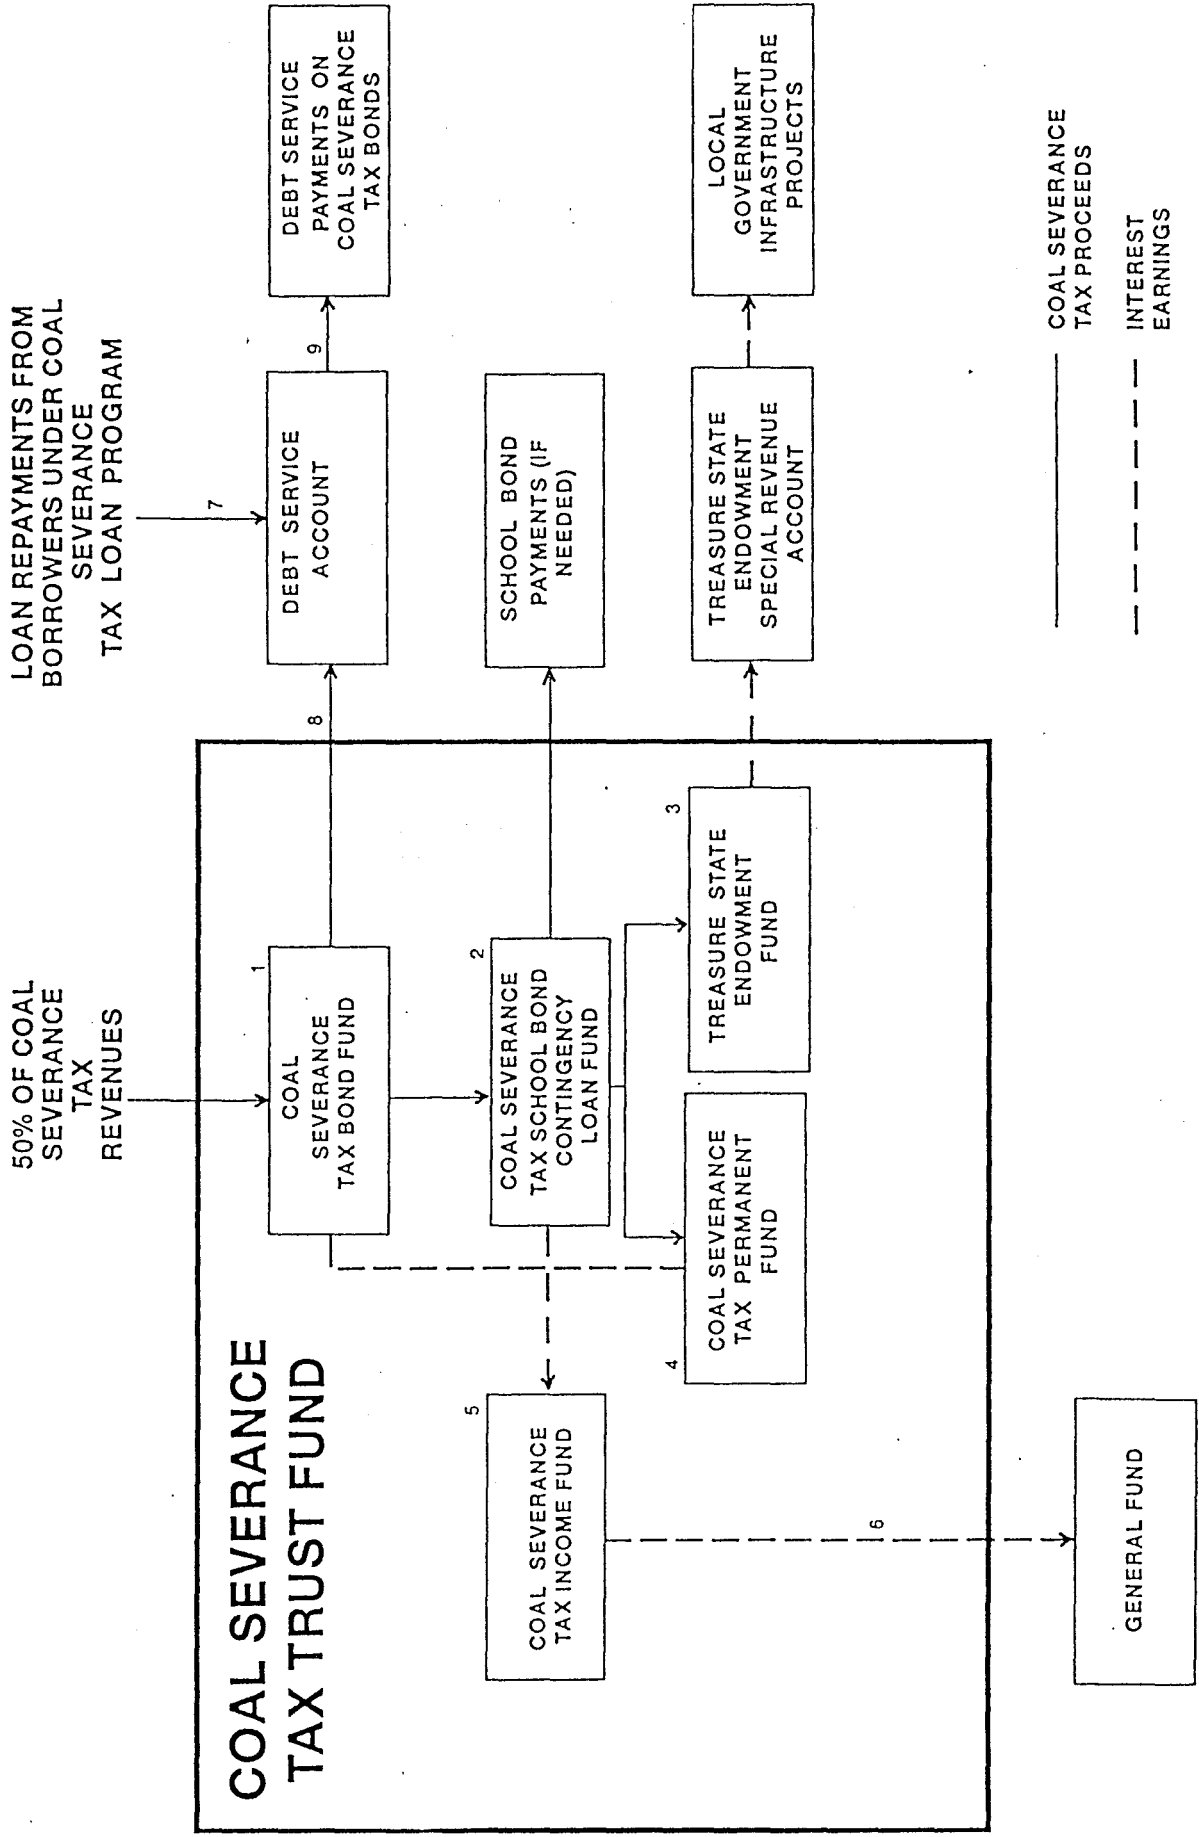 COAL SEVERANCE
TAX TRUST FUND
50% OF COAL
SEVERANCE
TAX
REVENUES
LOAN REPAYMENTS FROM
BORROWERS UNDER COAL
SEVERANCE
TAX LOAN PROGRAM
7
1
COAL
SEVERANCE
TAX BOND FUND
8
DEBT SERVICE
ACCOUNT
9
DEBT SERVICE
PAYMENTS ON
COAL SEVERANCE
TAX BONDS
5
COAL SEVERANCE
TAX INCOME FUND
2
COAL SEVERANCE
TAX SCHOOL BOND
CONTINGENCY
LOAN FUND
SCHOOL BOND
PAYMENTS (IF
NEEDED)
4
COAL SEVERANCE
TAX PERMANENT
FUND
3
TREASURE STATE
ENDOWMENT
FUND
TREASURE STATE
ENDOWMENT
SPECIAL REVENUE
ACCOUNT
LOCAL
GOVERNMENT
INFRASTRUCTURE
PROJECTS
6
GENERAL FUND
COAL SEVERANCE
TAX PROCEEDS
INTEREST
EARNINGS